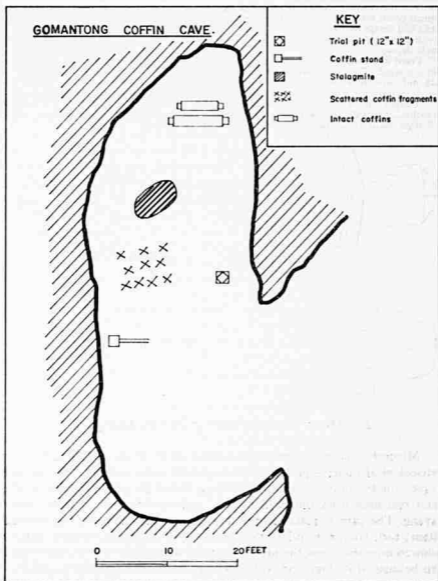 GOMANTONG COFFIN CAVE.
KEY
Trial pit (12" x 12")
Coffin stand
Stalagmite
Scattered coffin fragments
Intact coffins
0 10 20 FEET